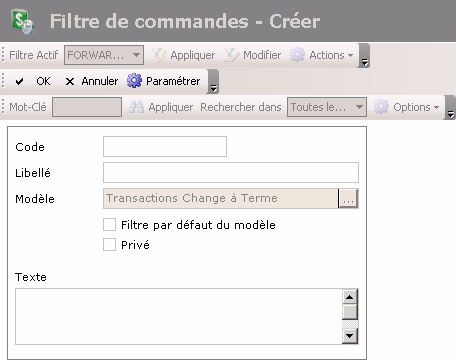 Filtre de commandes - Créer
Filtre Actif FORWAR... Appliquer Modifier Actions
OK Annuler Paramétrer
Mot-Clé Appliquer Rechercher dans Toutes le... Options
Code
Libellé
Modèle Transactions Change à Terme ...
Filtre par défaut du modèle
Privé
Texte